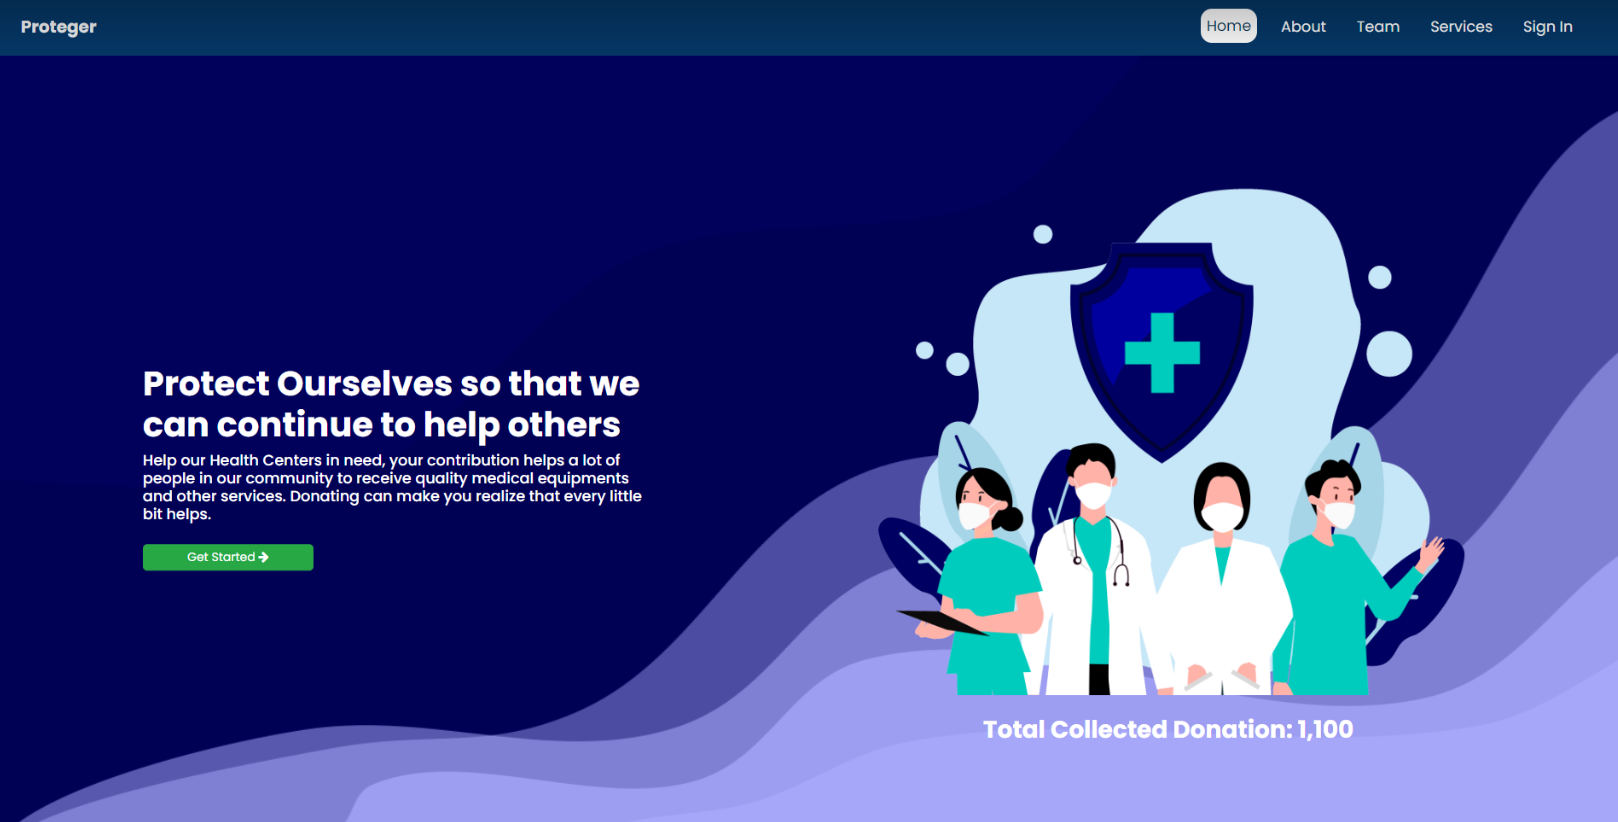 Proteger
Home About Team Services Sign In
Protect Ourselves so that we
can continue to help others
Help our Health Centers in need, your contribution helps a lot of
people in our community to receive quality medical equipments
and other services. Donating can make you realize that every little
bit helps.
Get Started
Total Collected Donation: 1,100